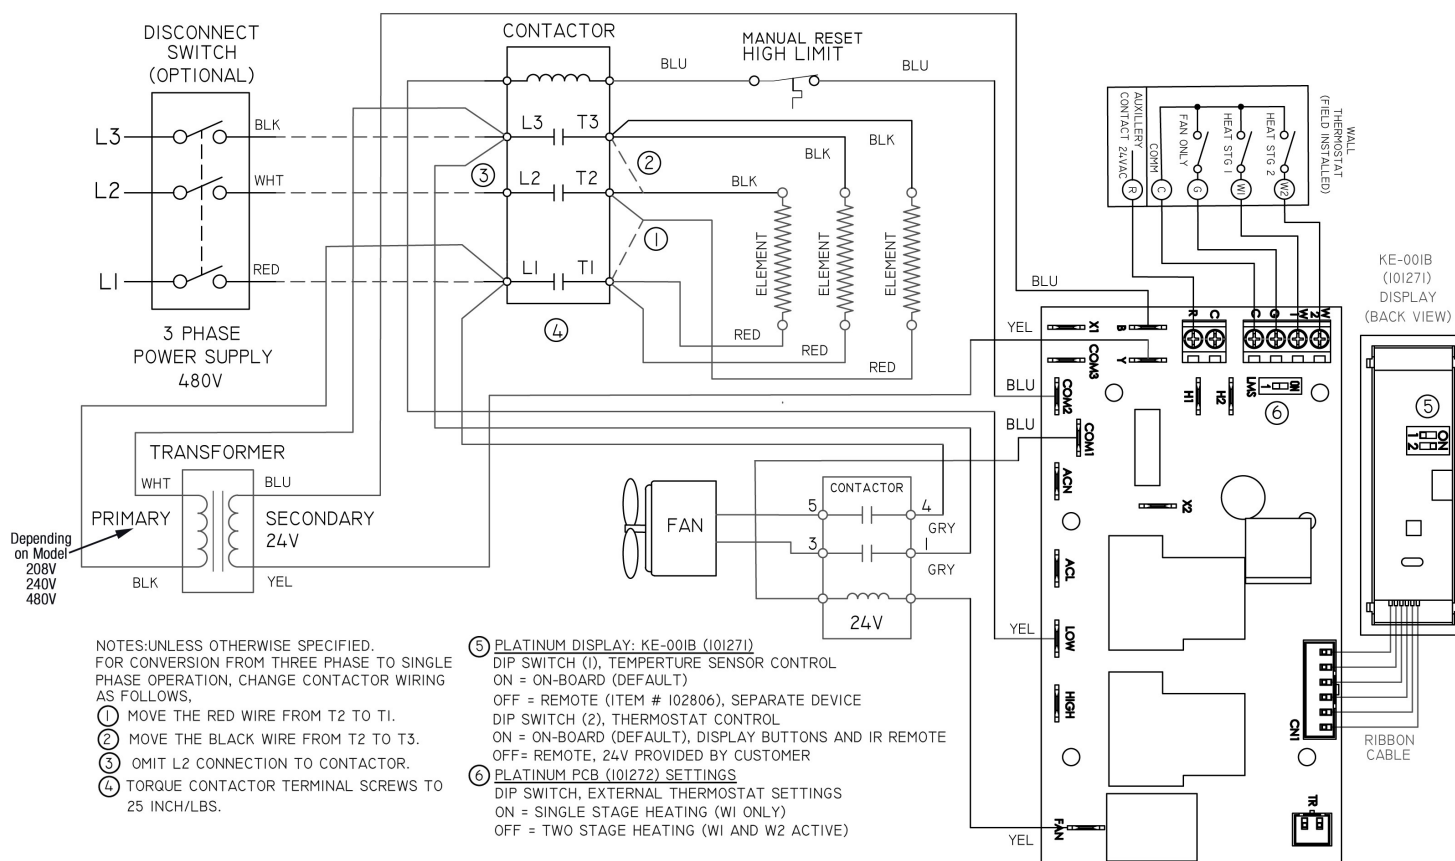 DISCONNECT
SWITCH
(OPTIONAL)
L3
BLK
L2
WHT
L1
RED
3 PHASE
POWER SUPPLY
480V
CONTACTOR
L3 T3
L2 T2
L1 T1
3
4
2
1
BLU
MANUAL RESET
HIGH LIMIT
BLU
BLK
BLK
BLK
ELEMENT
ELEMENT
ELEMENT
RED
RED
RED
WALL
THERMOSTAT
(FIELD INSTALLED)
AUXILLERY
CONTACT 24VAC
COMM
FAN ONLY
HEAT STG 1
HEAT STG 2
R
C
G
W1
W2
KE-001B
(101271)
DISPLAY
(BACK VIEW)
5
ON
1 2
RIBBON
CABLE
BLU
YEL
BLU
BLU
YEL
YEL
X1
B
COM3
Y
R
C
C
G
W
1
W
2
COM2
H1
H2
LMS
1
ON
6
COM1
ACN
X2
ACL
LOW
HIGH
CN1
FAN
TR
TRANSFORMER
WHT
BLU
PRIMARY
SECONDARY
24V
BLK
YEL
Depending
on Model
208V
240V
480V
FAN
CONTACTOR
5
4
GRY
3
1
GRY
24V
NOTES:UNLESS OTHERWISE SPECIFIED.
FOR CONVERSION FROM THREE PHASE TO SINGLE
PHASE OPERATION, CHANGE CONTACTOR WIRING
AS FOLLOWS,
1 MOVE THE RED WIRE FROM T2 TO T1.
2 MOVE THE BLACK WIRE FROM T2 TO T3.
3 OMIT L2 CONNECTION TO CONTACTOR.
4 TORQUE CONTACTOR TERMINAL SCREWS TO
25 INCH/LBS.
5 PLATINUM DISPLAY: KE-001B (101271)
DIP SWITCH (1), TEMPERTURE SENSOR CONTROL
ON = ON-BOARD (DEFAULT)
OFF = REMOTE (ITEM # 102806), SEPARATE DEVICE
DIP SWITCH (2), THERMOSTAT CONTROL
ON = ON-BOARD (DEFAULT), DISPLAY BUTTONS AND IR REMOTE
OFF= REMOTE, 24V PROVIDED BY CUSTOMER
6 PLATINUM PCB (101272) SETTINGS
DIP SWITCH, EXTERNAL THERMOSTAT SETTINGS
ON = SINGLE STAGE HEATING (W1 ONLY)
OFF = TWO STAGE HEATING (W1 AND W2 ACTIVE)